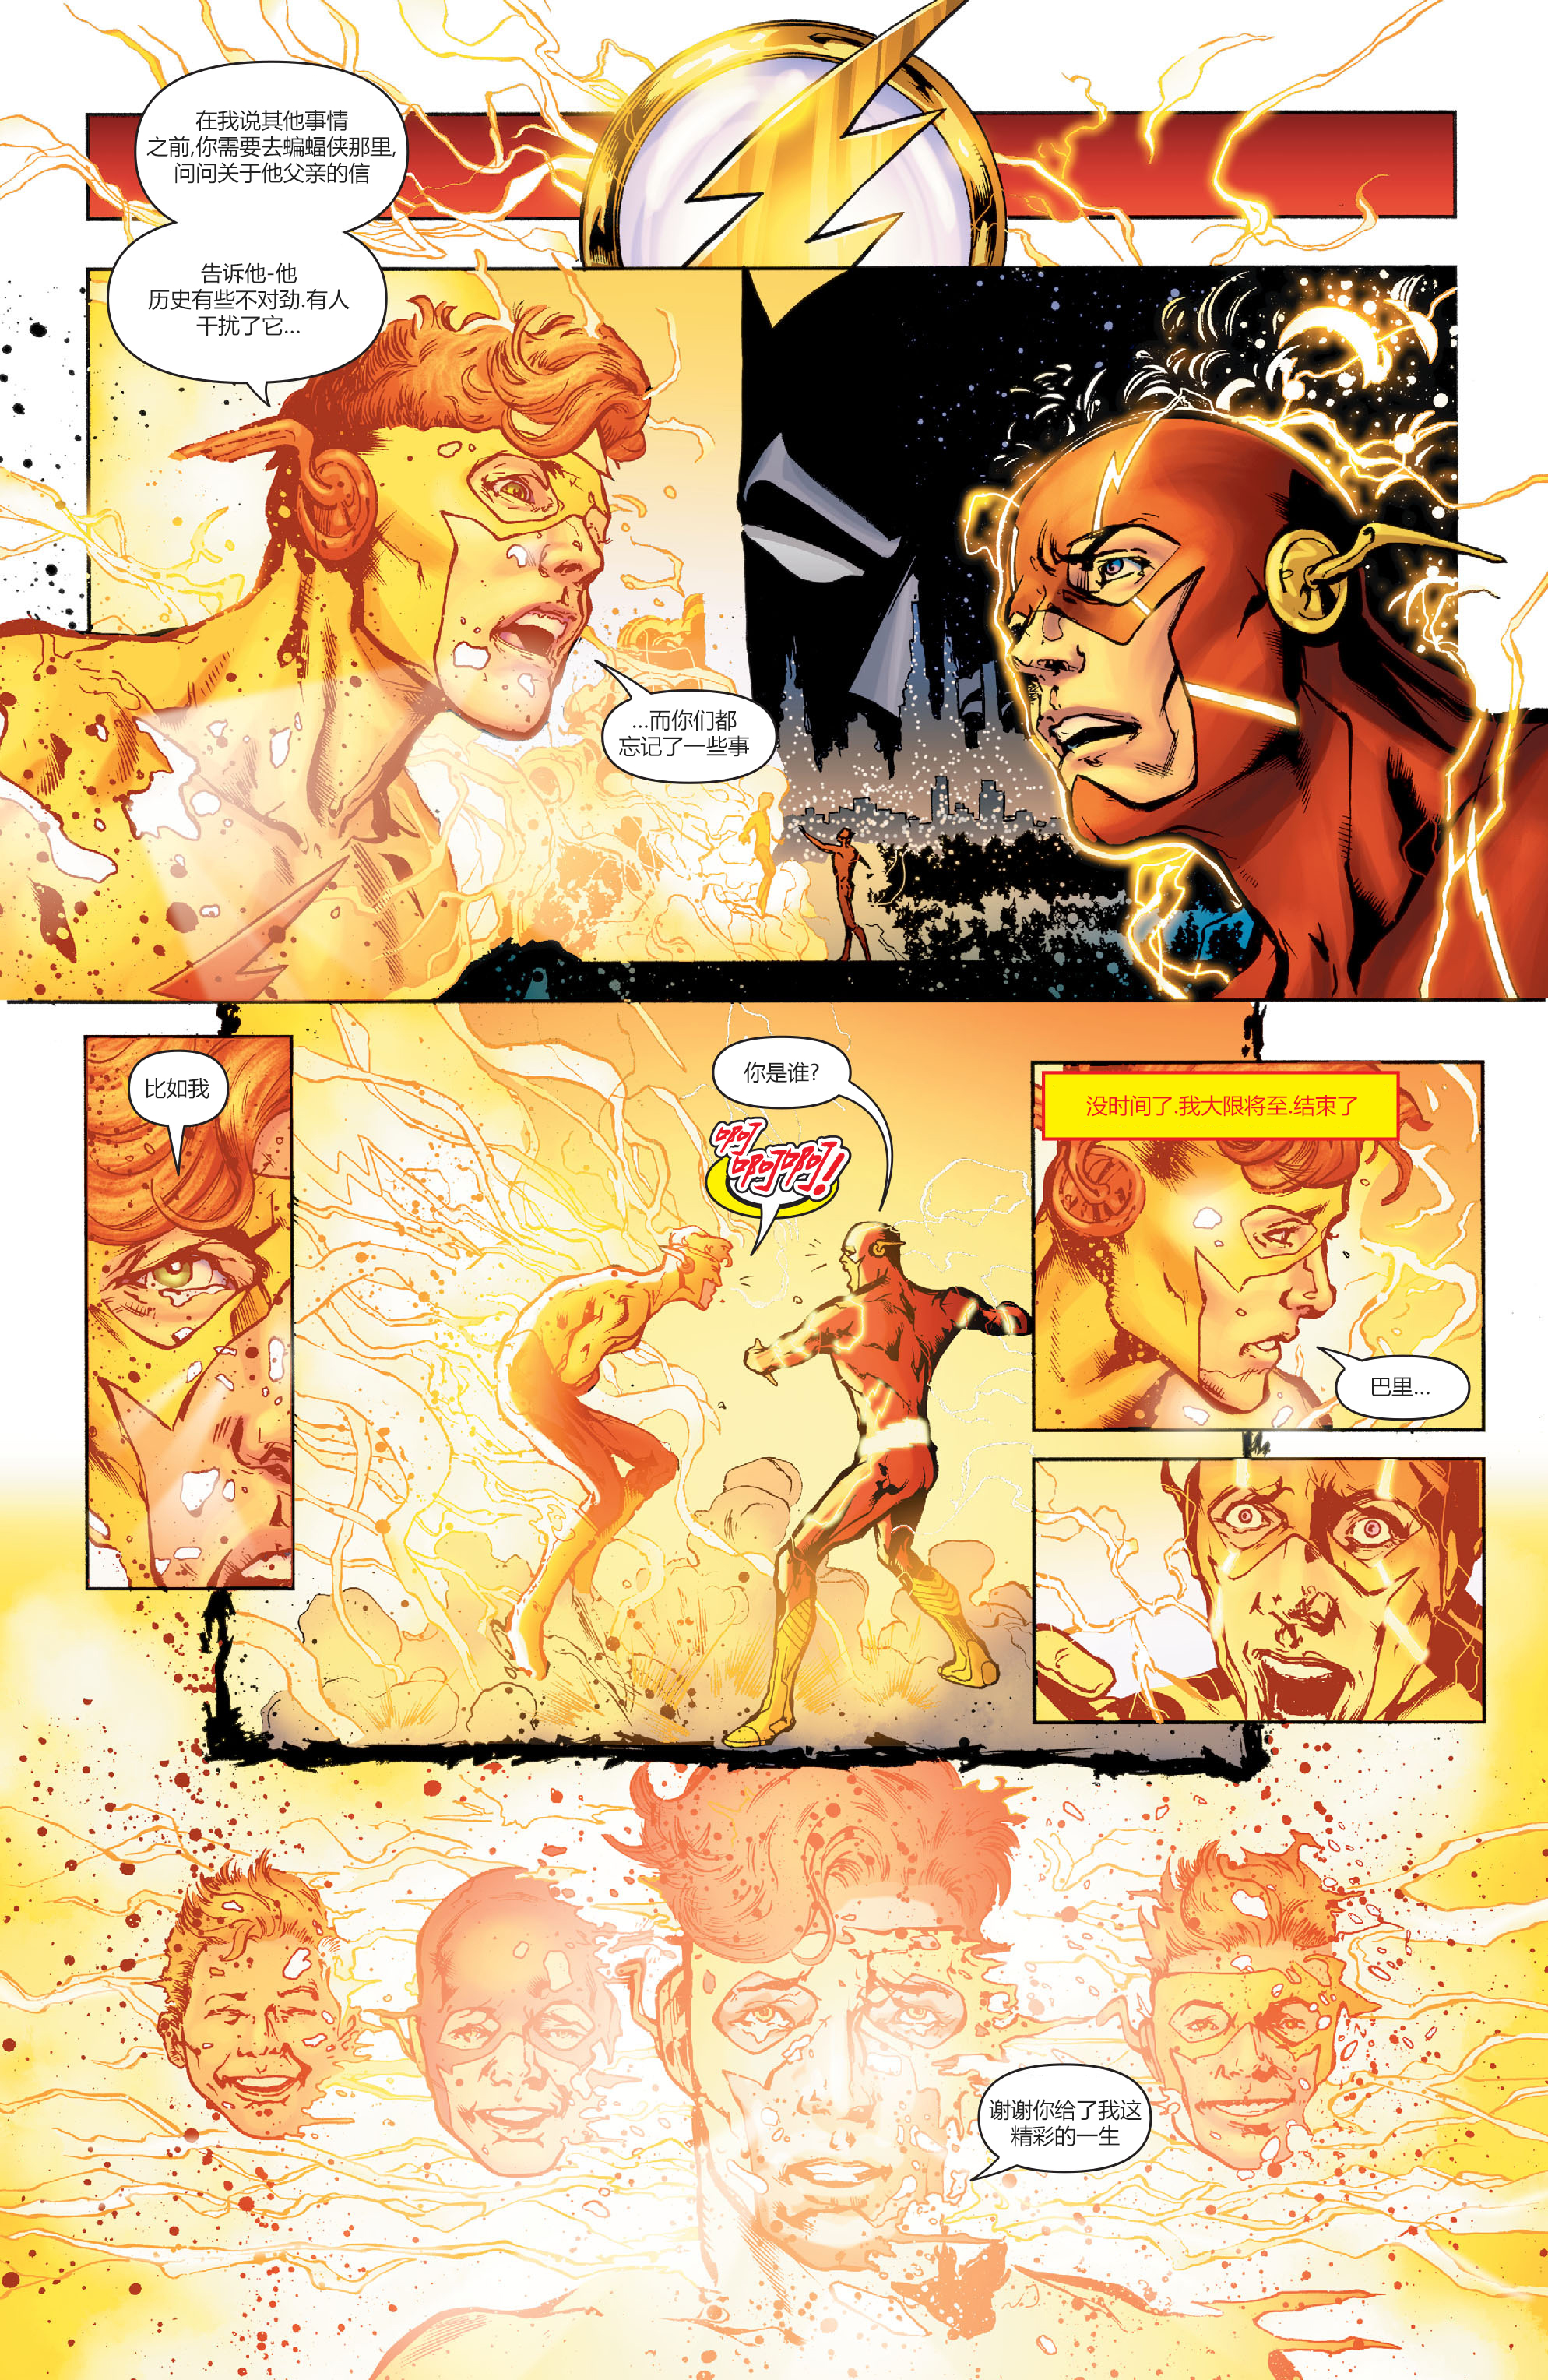 在我说其他事情
之前,你需要去蝙蝠侠那里,
问问关于他父亲的信
告诉他-他
历史有些不对劲.有人
干扰了它...
...而你们都
忘记了一些事
比如我
你是谁?
啊
啊啊!
没时间了.我大限将至.结束了
巴里...
谢谢你给了我这
精彩的一生